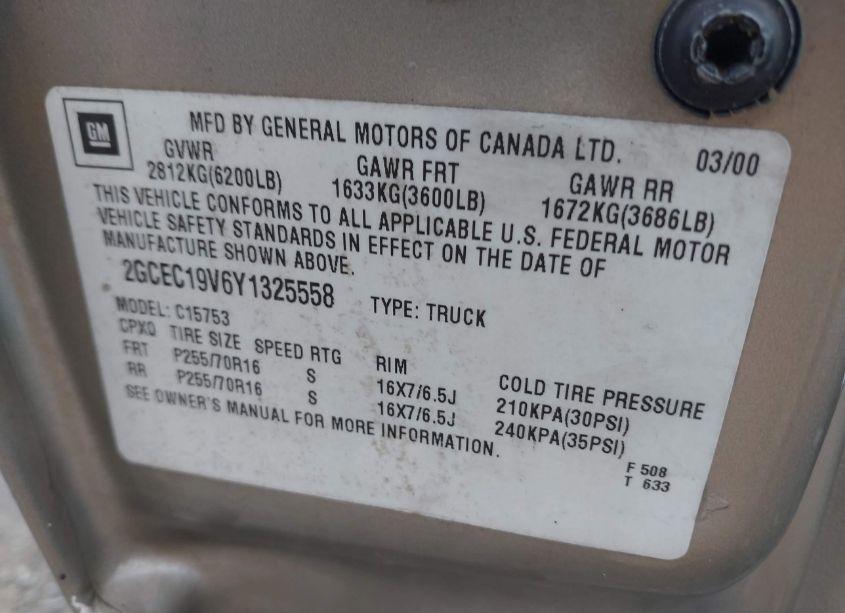 GM
MFD BY GENERAL MOTORS OF CANADA LTD. 03/00
GVWR GAWR FRT GAWR RR
2812KG(6200LB) 1633KG(3600LB) 1672KG(3686LB)
THIS VEHICLE CONFORMS TO ALL APPLICABLE U.S. FEDERAL MOTOR
VEHICLE SAFETY STANDARDS IN EFFECT ON THE DATE OF
MANUFACTURE SHOWN ABOVE.
2GCEC19V6Y1325558 TYPE: TRUCK
MODEL: C15753
CPXQ TIRE SIZE SPEED RTG RIM COLD TIRE PRESSURE
FRT P255/70R16 S 16X7/6.5J 210KPA(30PSI)
RR P255/70R16 S 16X7/6.5J 240KPA(35PSI)
SEE OWNER'S MANUAL FOR MORE INFORMATION.
F 508
T 633